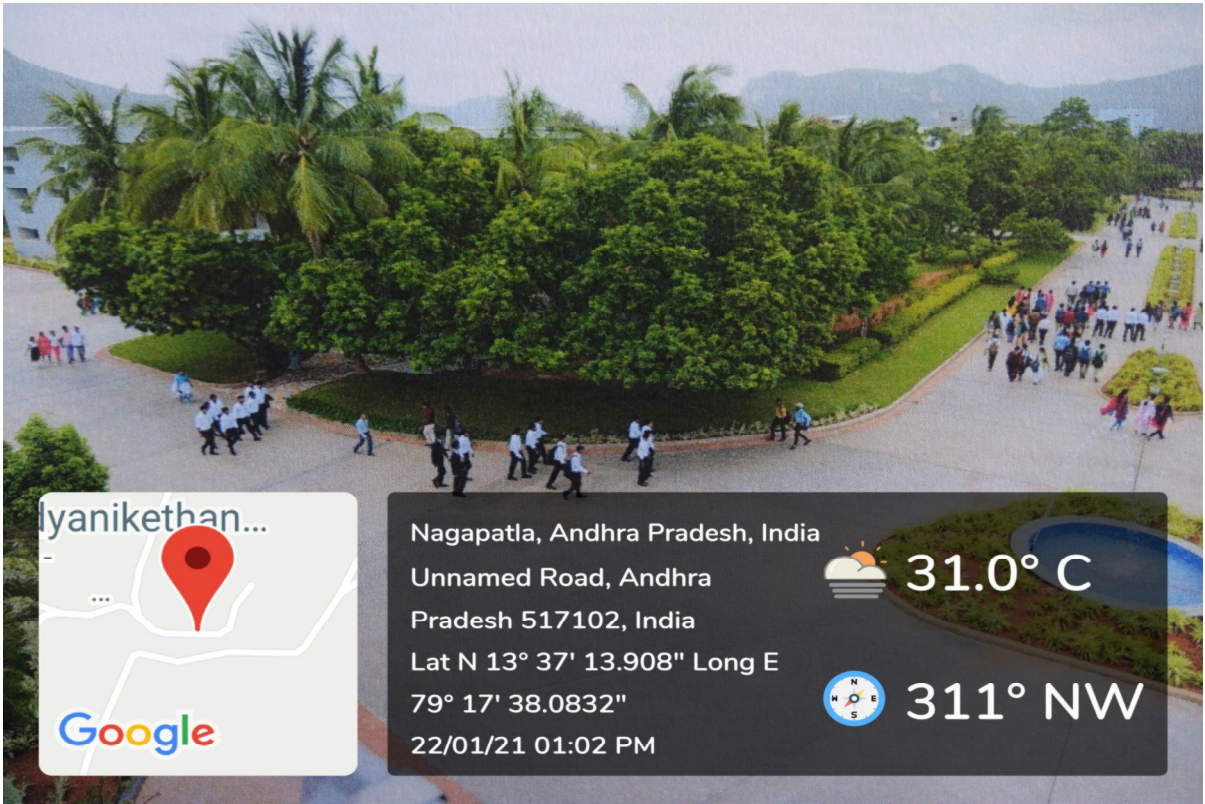 lyanikethan...
...
Google
Nagapatla, Andhra Pradesh, India
Unnamed Road, Andhra
Pradesh 517102, India
Lat N 13° 37' 13.908" Long E
79° 17' 38.0832"
22/01/21 01:02 PM
31.0° C
N
W E
S
311° NW